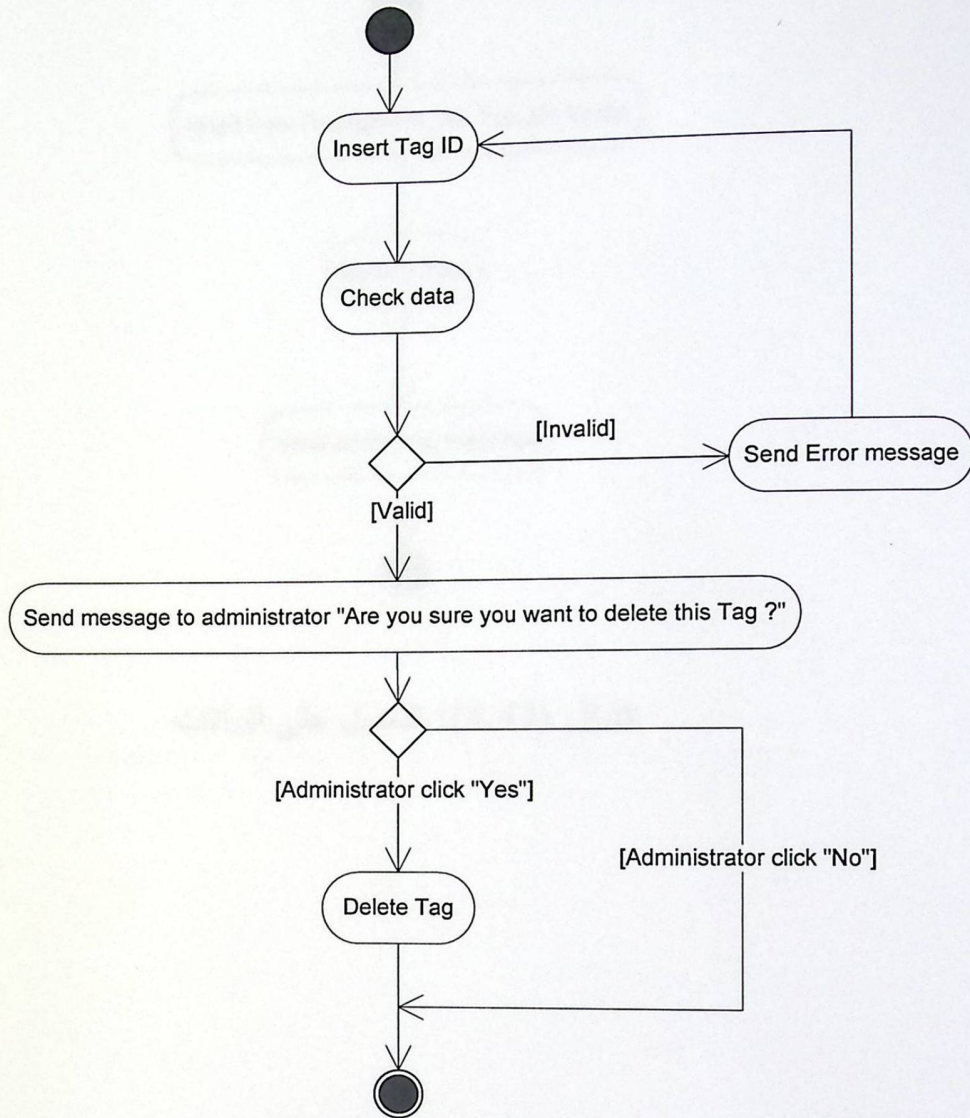 Insert Tag ID
Check data
[Invalid]
Send Error message
[Valid]
Send message to administrator "Are you sure you want to delete this Tag ?"
[Administrator click "Yes"]
[Administrator click "No"]
Delete Tag